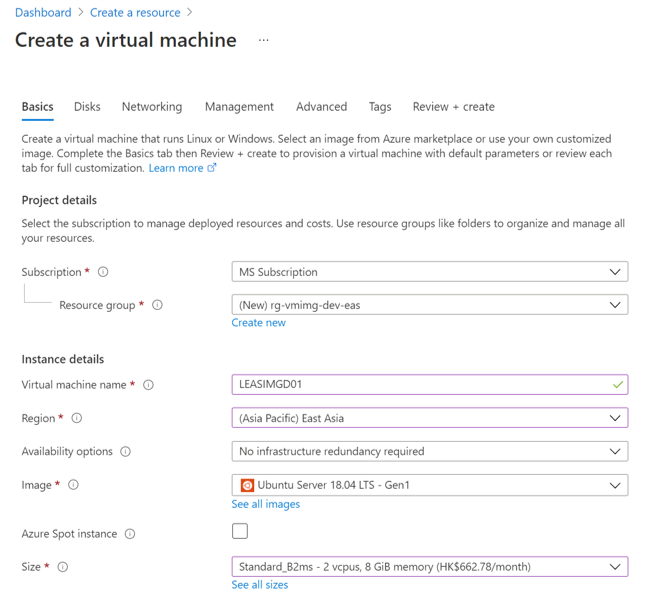 Dashboard > Create a resource >
Create a virtual machine ...
Basics Disks Networking Management Advanced Tags Review + create
Create a virtual machine that runs Linux or Windows. Select an image from Azure marketplace or use your own customized
image. Complete the Basics tab then Review + create to provision a virtual machine with default parameters or review each
tab for full customization. Learn more
Project details
Select the subscription to manage deployed resources and costs. Use resource groups like folders to organize and manage all
your resources.
Subscription * MS Subscription
Resource group * (New) rg-vmimg-dev-eas
Create new
Instance details
Virtual machine name * LEASIMGD01
Region * (Asia Pacific) East Asia
Availability options No infrastructure redundancy required
Image * Ubuntu Server 18.04 LTS - Gen1
See all images
Azure Spot instance
Size * Standard_B2ms - 2 vcpus, 8 GiB memory (HK$662.78/month)
See all sizes